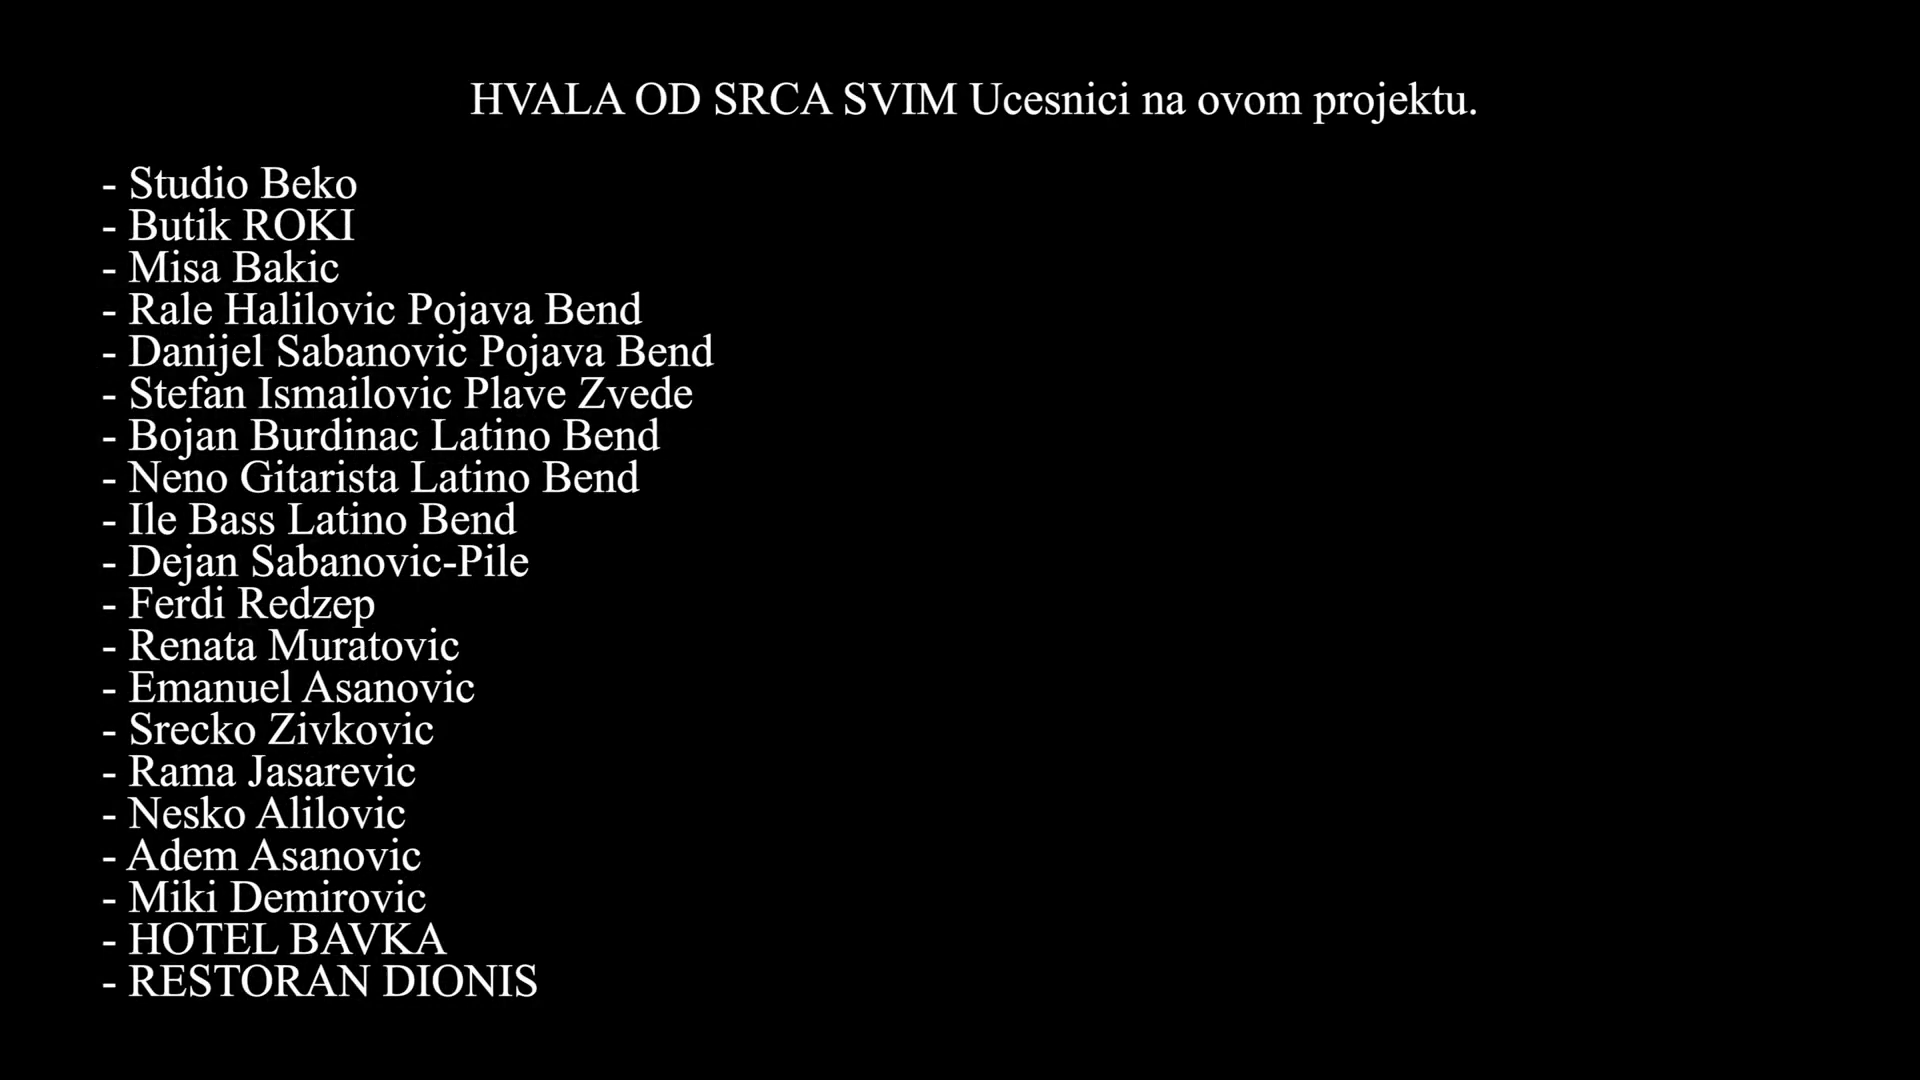 HVALA OD SRCA SVIM Ucesnici na ovom projektu.
- Studio Beko
- Butik ROKI
- Misa Bakic
- Rale Halilovic Pojava Bend
- Danijel Sabanovic Pojava Bend
- Stefan Ismailovic Plave Zvede
- Bojan Burdinac Latino Bend
- Neno Gitarista Latino Bend
- Ile Bass Latino Bend
- Dejan Sabanovic-Pile
- Ferdi Redzep
- Renata Muratovic
- Emanuel Asanovic
- Srecko Zivkovic
- Rama Jasarevic
- Nesko Alilovic
- Adem Asanovic
- Miki Demirovic
- HOTEL BAVKA
- RESTORAN DIONIS